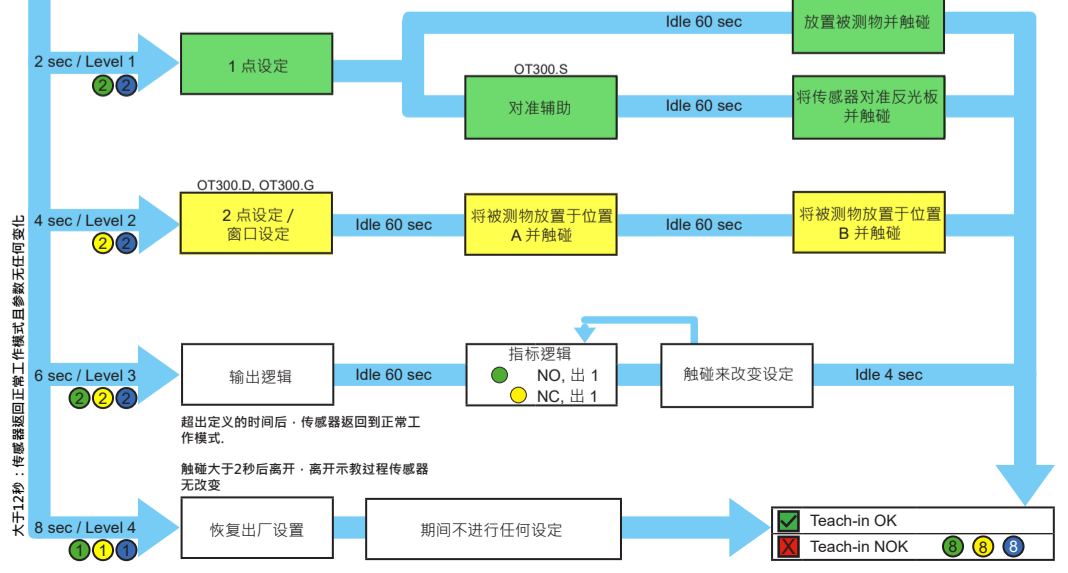 Idle 60 sec
放置被测物并触碰
2 sec / Level 1
2 2
1 点设定
OT300.S
对准辅助
Idle 60 sec
将传感器对准反光板
并触碰
OT300.D, OT300.G
4 sec / Level 2
2 2
2 点设定 /
窗口设定
Idle 60 sec
将被测物放置于位置
A 并触碰
Idle 60 sec
将被测物放置于位置
B 并触碰
大于12秒：传感器返回正常工作模式且参数无任何变化
6 sec / Level 3
2 2 2
输出逻辑
Idle 60 sec
指标逻辑
NO, 出 1
NC, 出 1
触碰来改变设定
Idle 4 sec
超出定义的时间后，传感器返回到正常工
作模式.
触碰大于2秒后离开，离开示教过程传感器
无改变
8 sec / Level 4
1 1 1
恢复出厂设置
期间不进行任何设定
Teach-in OK
Teach-in NOK 8 8 8